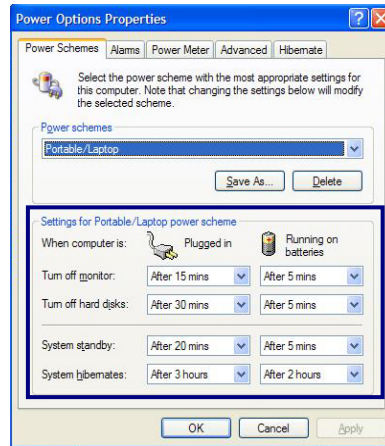 Power Options Properties
Power Schemes Alarms Power Meter Advanced Hibernate
Select the power scheme with the most appropriate settings for
this computer. Note that changing the settings below will modify
the selected scheme.
Power schemes
Portable/Laptop
Save As... Delete
Settings for Portable/Laptop power scheme
When computer is: Plugged in Running on
batteries
Turn off monitor: After 15 mins After 5 mins
Turn off hard disks: After 30 mins After 5 mins
System standby: After 20 mins After 5 mins
System hibernates: After 3 hours After 2 hours
OK Cancel Apply